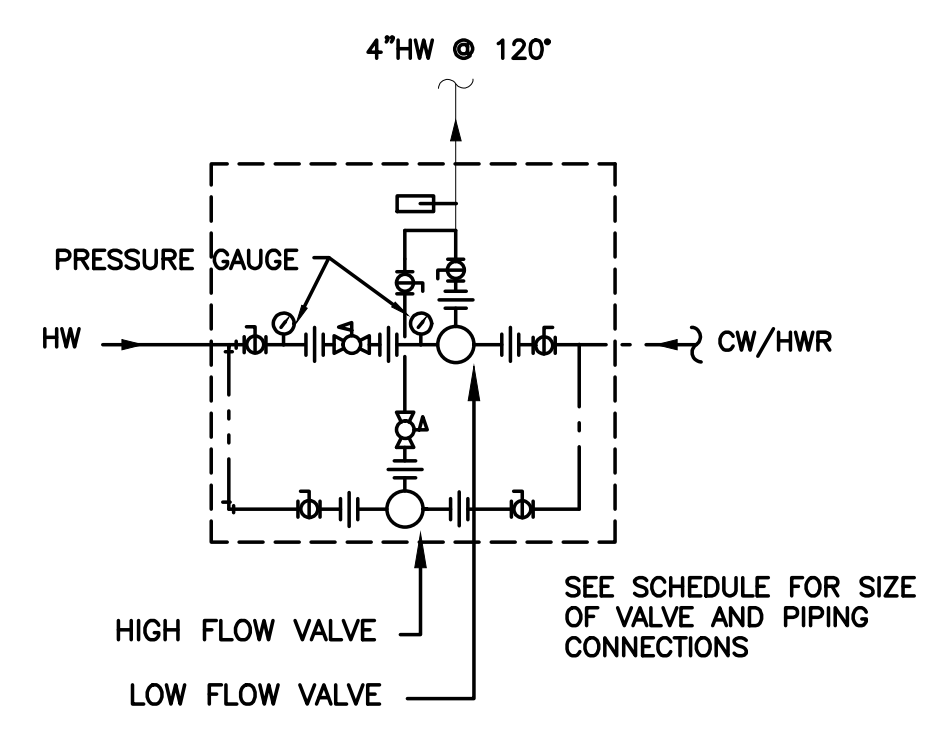 4"HW @ 120°
PRESSURE GAUGE
HW
CW/HWR
SEE SCHEDULE FOR SIZE
OF VALVE AND PIPING
CONNECTIONS
HIGH FLOW VALVE
LOW FLOW VALVE